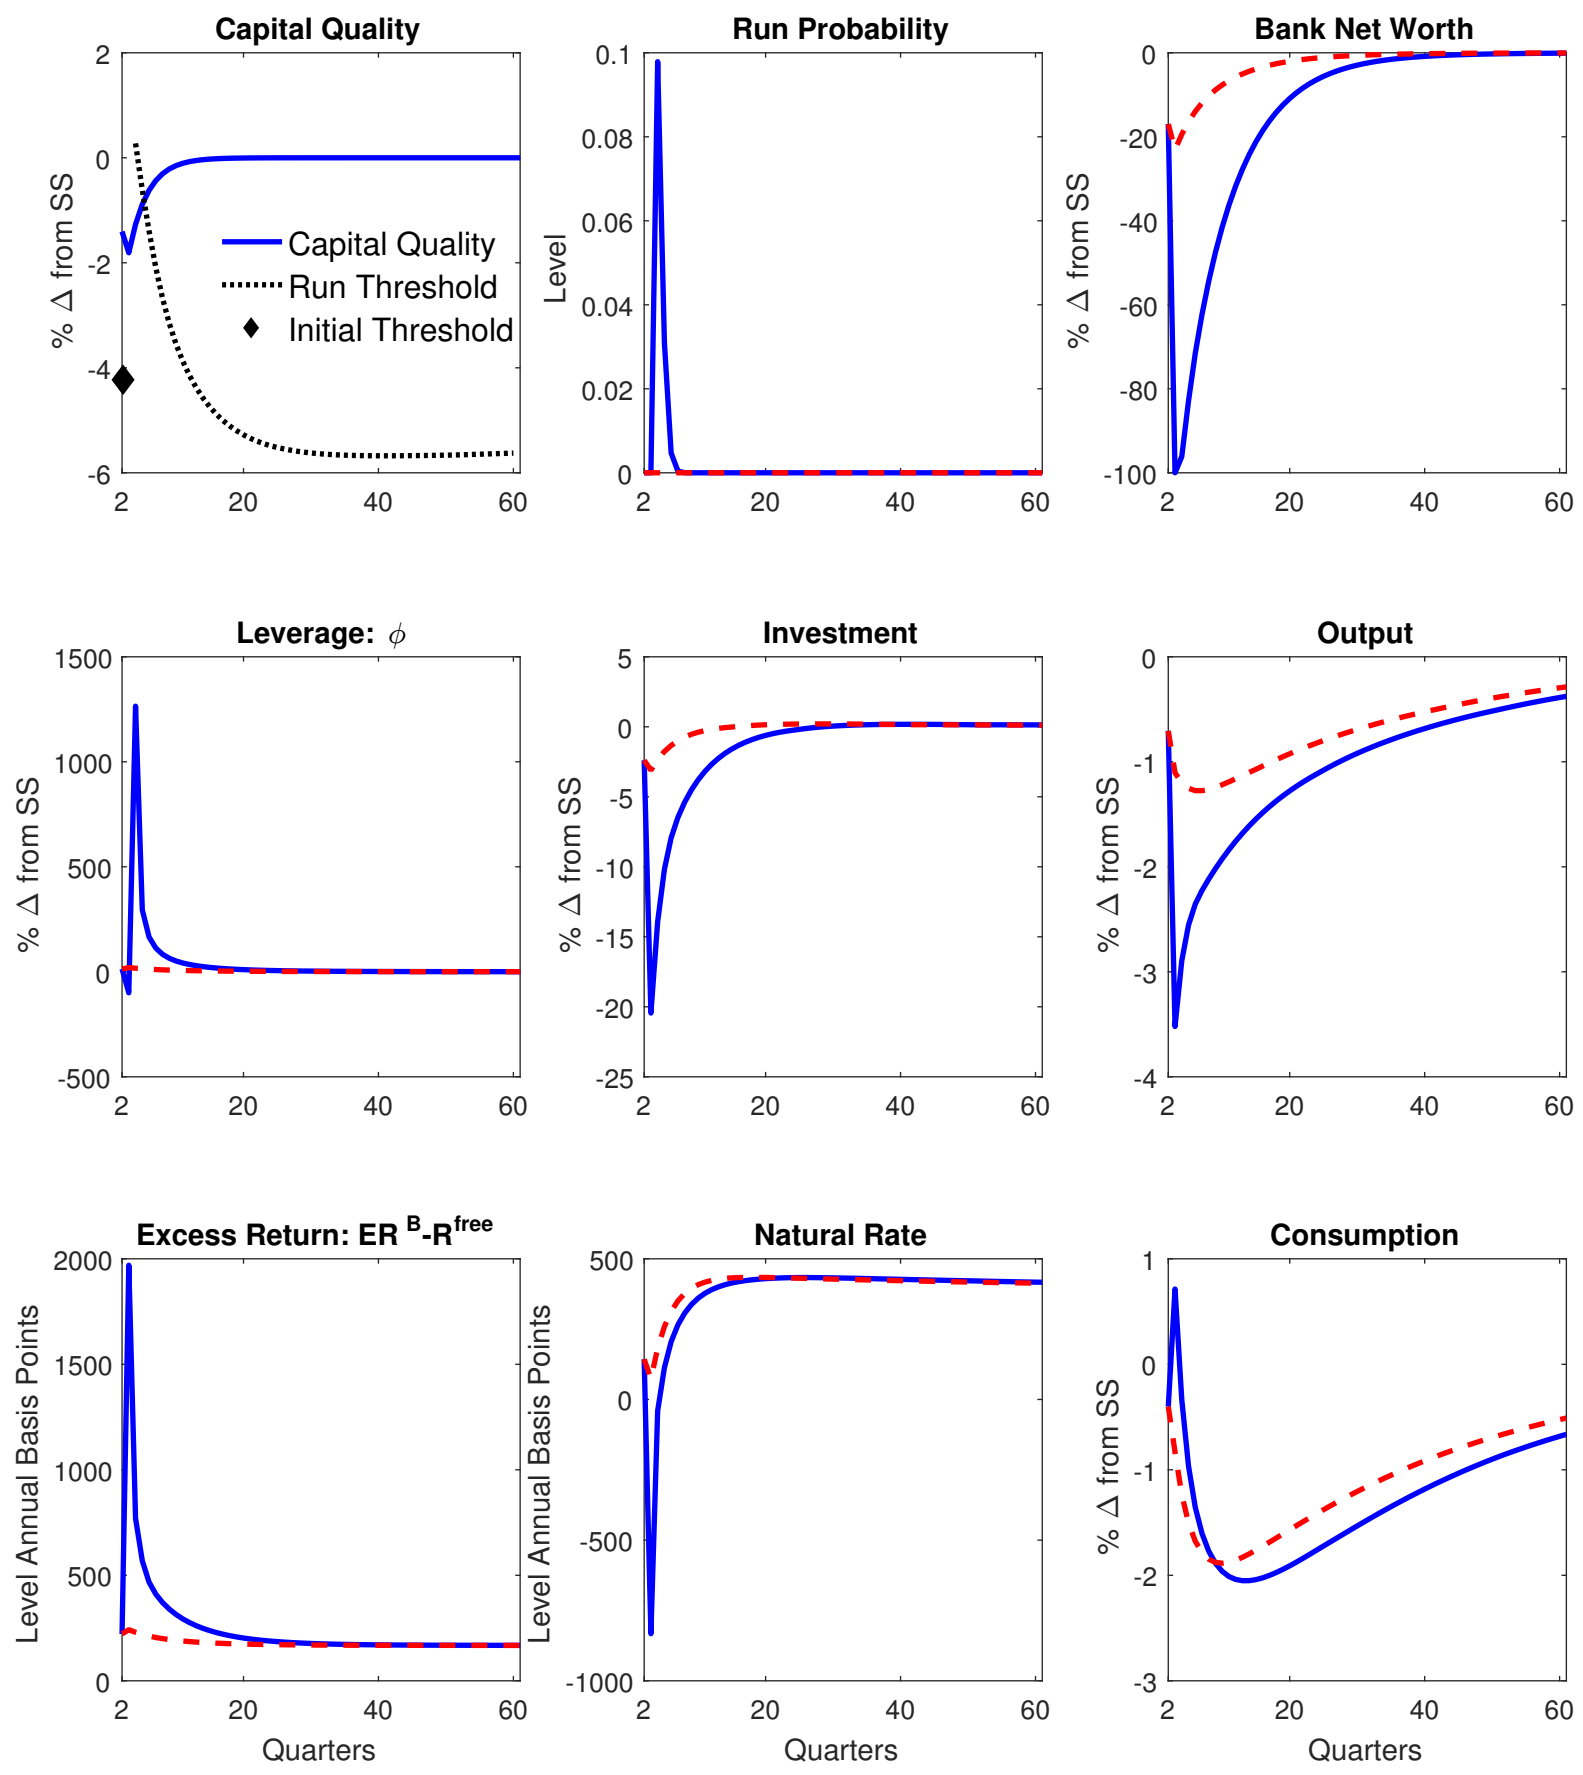 Capital Quality
2
0
-2
-4
-6
% Δ from SS
Capital Quality
Run Threshold
Initial Threshold
2 20 40 60
Run Probability
0.1
0.08
0.06
0.04
0.02
0
Level
2 20 40 60
Bank Net Worth
0
-20
-40
-60
-80
-100
% Δ from SS
2 20 40 60
Leverage: ϕ
1500
1000
500
0
-500
% Δ from SS
2 20 40 60
Investment
5
0
-5
-10
-15
-20
-25
% Δ from SS
2 20 40 60
Output
0
-1
-2
-3
-4
% Δ from SS
2 20 40 60
Excess Return: ER B-Rfree
2000
1500
1000
500
0
Level Annual Basis Points
2 20 40 60
Quarters
Natural Rate
500
0
-500
-1000
Level Annual Basis Points
2 20 40 60
Quarters
Consumption
1
0
-1
-2
-3
% Δ from SS
2 20 40 60
Quarters